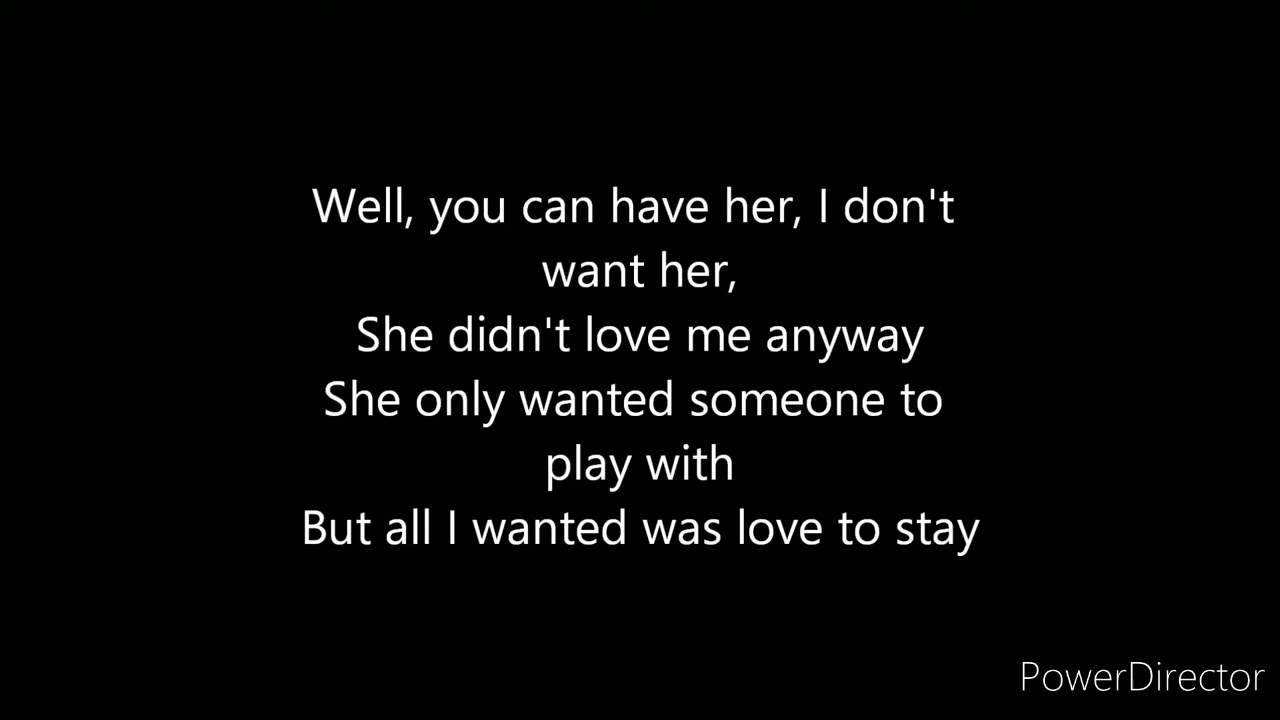 Well, you can have her, I don't
want her,
She didn't love me anyway
She only wanted someone to
play with
But all I wanted was love to stay
PowerDirector